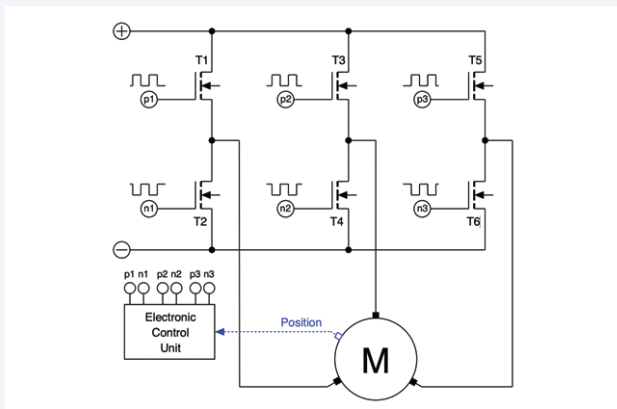 +
T1
T3
T5
p1
p2
p3
n1
n2
n3
T2
T4
T6
−
p1 n1 p2 n2 p3 n3
Electronic
Control
Unit
Position
M